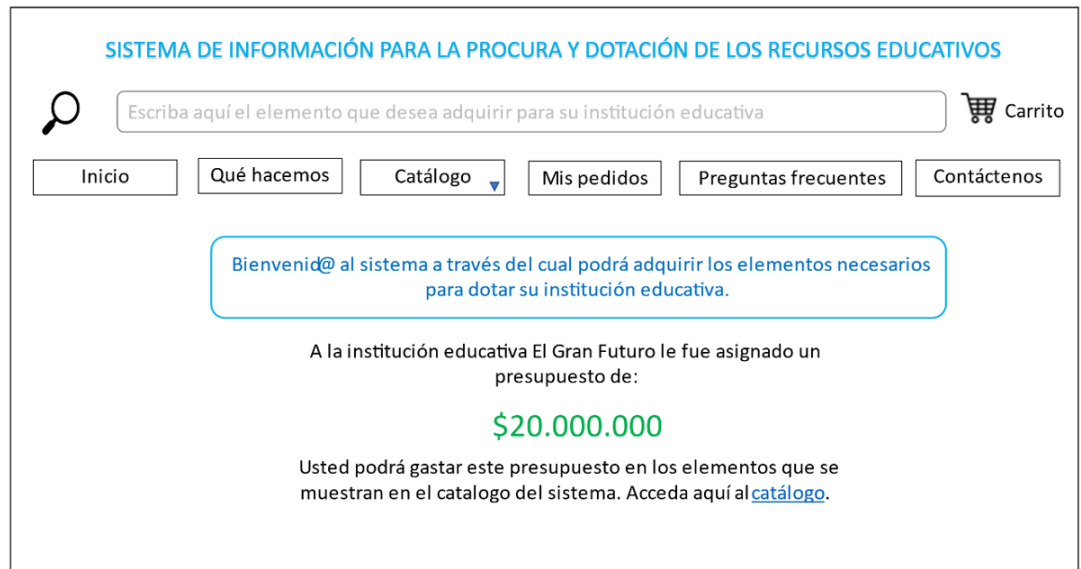 SISTEMA DE INFORMACIÓN PARA LA PROCURA Y DOTACIÓN DE LOS RECURSOS EDUCATIVOS
Escriba aquí el elemento que desea adquirir para su institución educativa
Carrito
Inicio
Qué hacemos
Catálogo
Mis pedidos
Preguntas frecuentes
Contáctenos
Bienvenid@ al sistema a través del cual podrá adquirir los elementos necesarios
para dotar su institución educativa.
A la institución educativa El Gran Futuro le fue asignado un
presupuesto de:
$20.000.000
Usted podrá gastar este presupuesto en los elementos que se
muestran en el catalogo del sistema. Acceda aquí al catálogo.